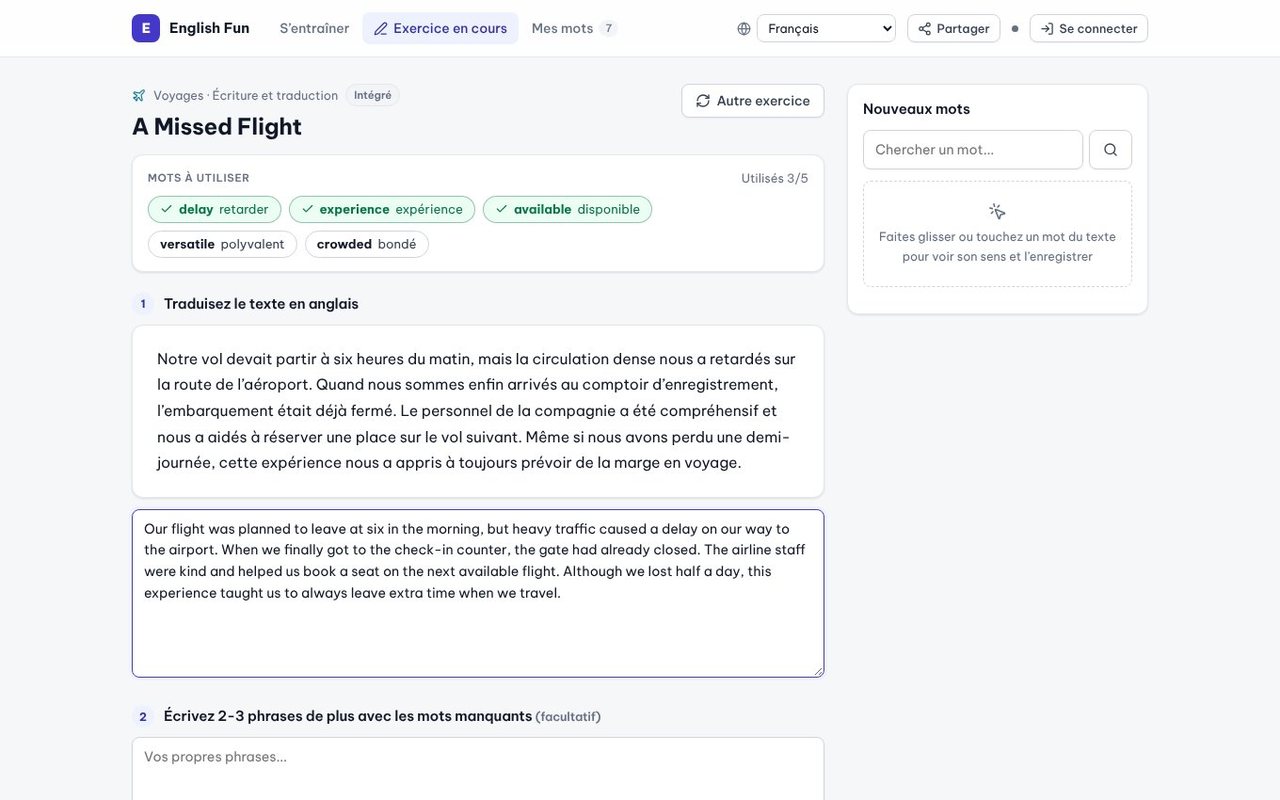 E English Fun S'entraîner Exercice en cours Mes mots 7 Français Partager Se connecter
Voyages · Écriture et traduction Intégré
A Missed Flight
Autre exercice
MOTS À UTILISER Utilisés 3/5
delay retarder experience expérience available disponible
versatile polyvalent crowded bondé
1 Traduisez le texte en anglais
Notre vol devait partir à six heures du matin, mais la circulation dense nous a retardés sur
la route de l'aéroport. Quand nous sommes enfin arrivés au comptoir d'enregistrement,
l'embarquement était déjà fermé. Le personnel de la compagnie a été compréhensif et
nous a aidés à réserver une place sur le vol suivant. Même si nous avons perdu une demi-
journée, cette expérience nous a appris à toujours prévoir de la marge en voyage.
Our flight was planned to leave at six in the morning, but heavy traffic caused a delay on our way to
the airport. When we finally got to the check-in counter, the gate had already closed. The airline staff
were kind and helped us book a seat on the next available flight. Although we lost half a day, this
experience taught us to always leave extra time when we travel.
2 Écrivez 2-3 phrases de plus avec les mots manquants (facultatif)
Vos propres phrases...
Nouveaux mots
Chercher un mot...
Faites glisser ou touchez un mot du texte
pour voir son sens et l'enregistrer